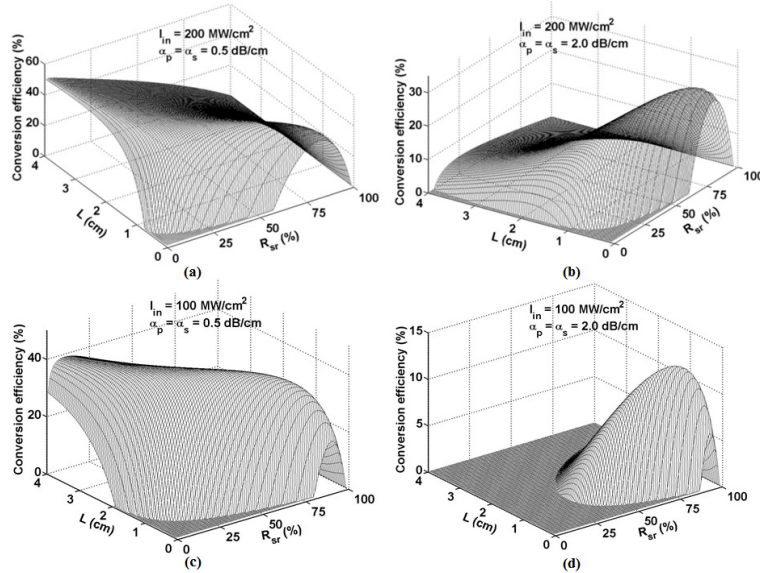 I_in = 200 MW/cm²
α_p = α_s = 0.5 dB/cm
Conversion efficiency (%)
60
40
20
0
4
3
2
1
0
L (cm)
0
25
50
75
100
R_sr (%)
(a)
I_in = 200 MW/cm²
α_p = α_s = 2.0 dB/cm
Conversion efficiency (%)
30
20
10
0
4
3
2
1
0
L (cm)
0
25
50
75
100
R_sr (%)
(b)
I_in = 100 MW/cm²
α_p = α_s = 0.5 dB/cm
Conversion efficiency (%)
40
20
0
4
3
2
1
0
L (cm)
0
25
50
75
100
R_sr (%)
(c)
I_in = 100 MW/cm²
α_p = α_s = 2.0 dB/cm
Conversion efficiency (%)
15
10
5
0
4
3
2
1
0
L (cm)
0
25
50
75
100
R_sr (%)
(d)